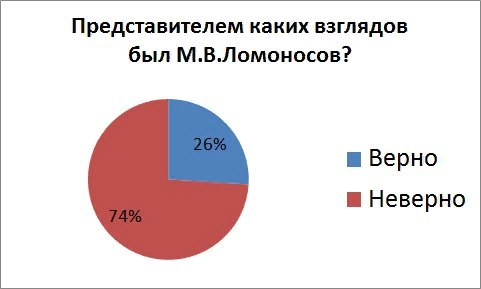 Представителем каких взглядов
был М.В.Ломоносов?
26%
74%
Верно
Неверно